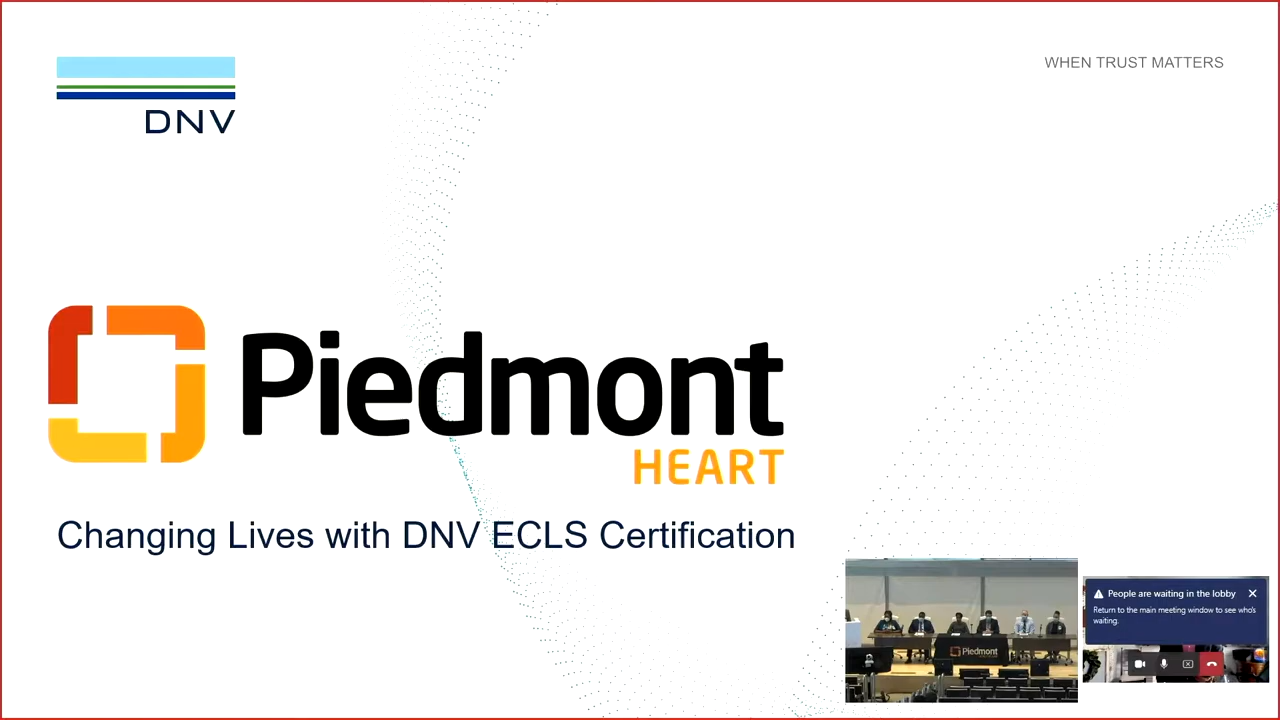 DNV
WHEN TRUST MATTERS
Piedmont
HEART
Changing Lives with DNV ECLS Certification
Piedmont
People are waiting in the lobby
Return to the main meeting window to see who's
waiting.